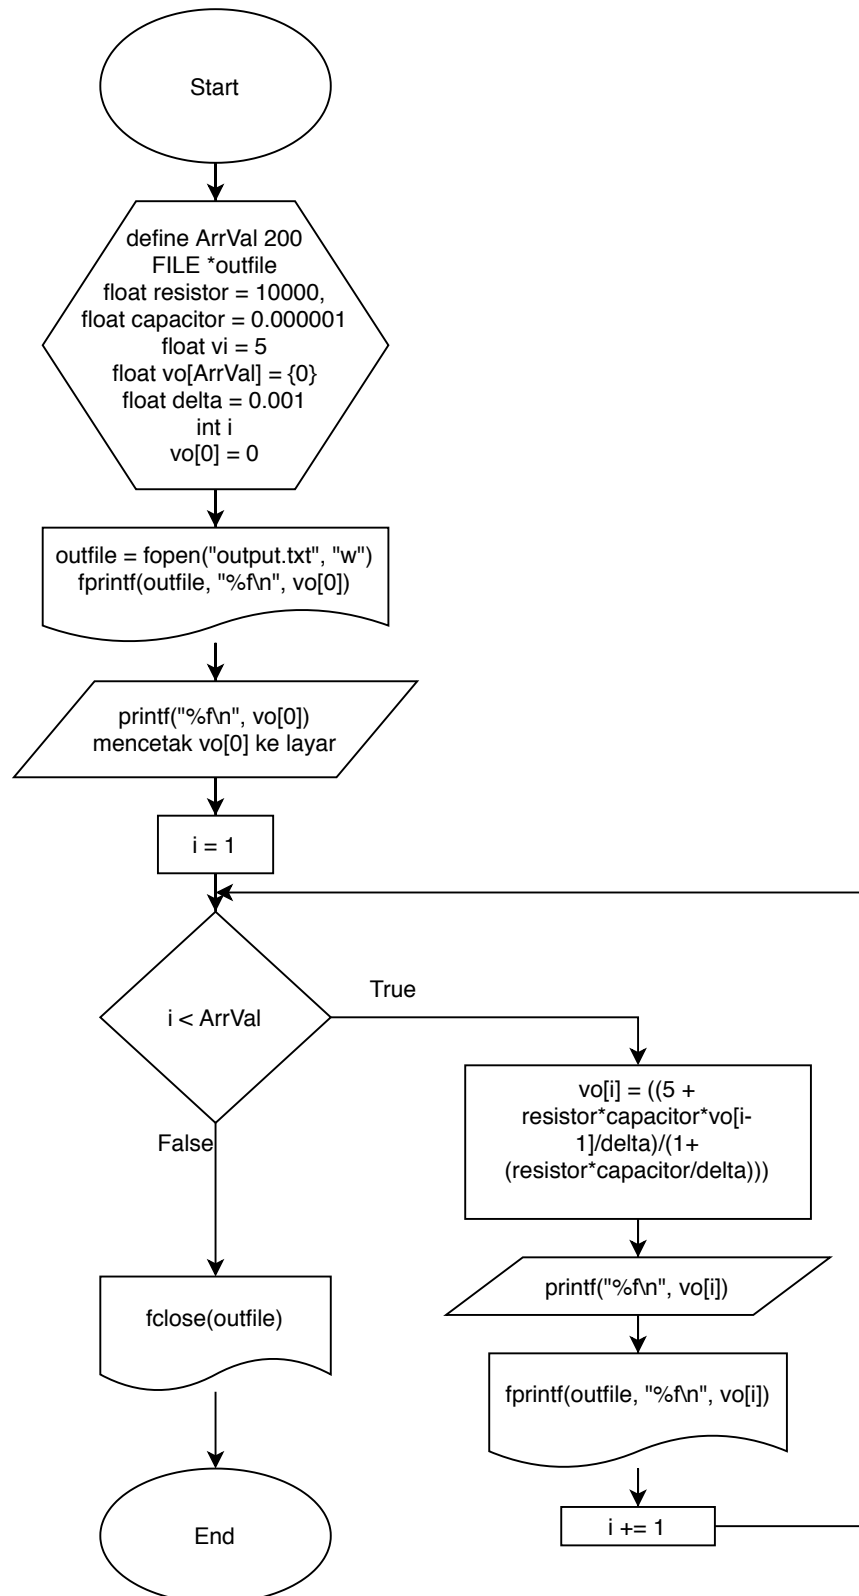 Start
define ArrVal 200
FILE *outfile
float resistor = 10000,
float capacitor = 0.000001
float vi = 5
float vo[ArrVal] = {0}
float delta = 0.001
int i
vo[0] = 0
outfile = fopen("output.txt", "w")
fprintf(outfile, "%f\n", vo[0])
printf("%f\n", vo[0])
mencetak vo[0] ke layar
i = 1
i < ArrVal
True
False
vo[i] = ((5 +
resistor*capacitor*vo[i-
1]/delta)/(1+
(resistor*capacitor/delta)))
printf("%f\n", vo[i])
fprintf(outfile, "%f\n", vo[i])
i += 1
fclose(outfile)
End